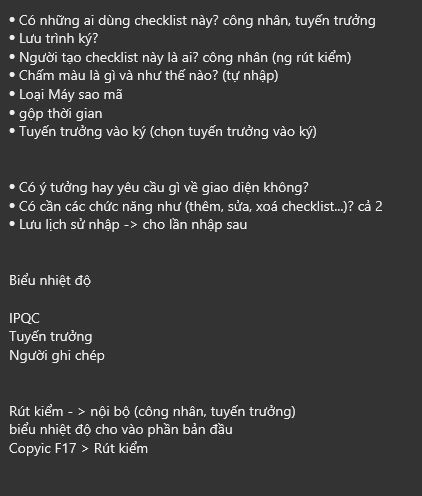 • Có những ai dùng checklist này? công nhân, tuyến trưởng
• Lưu trình ký?
• Người tạo checklist này là ai? công nhân (ng rút kiểm)
• Chấm màu là gì và như thế nào? (tự nhập)
• Loại Máy sao mã
• gộp thời gian
• Tuyến trưởng vào ký (chọn tuyến trưởng vào ký)
• Có ý tưởng hay yêu cầu gì về giao diện không?
• Có cần các chức năng như (thêm, sửa, xoá checklist...)? cả 2
• Lưu lịch sử nhập -> cho lần nhập sau
Biểu nhiệt độ
IPQC
Tuyến trưởng
Người ghi chép
Rút kiểm - > nội bộ (công nhân, tuyến trưởng)
biểu nhiệt độ cho vào phần bản đầu
Copyic F17 > Rút kiểm